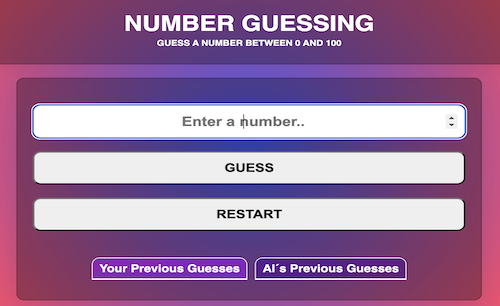 NUMBER GUESSING
GUESS A NUMBER BETWEEN 0 AND 100
Enter a number..
GUESS
RESTART
Your Previous Guesses
AI´s Previous Guesses